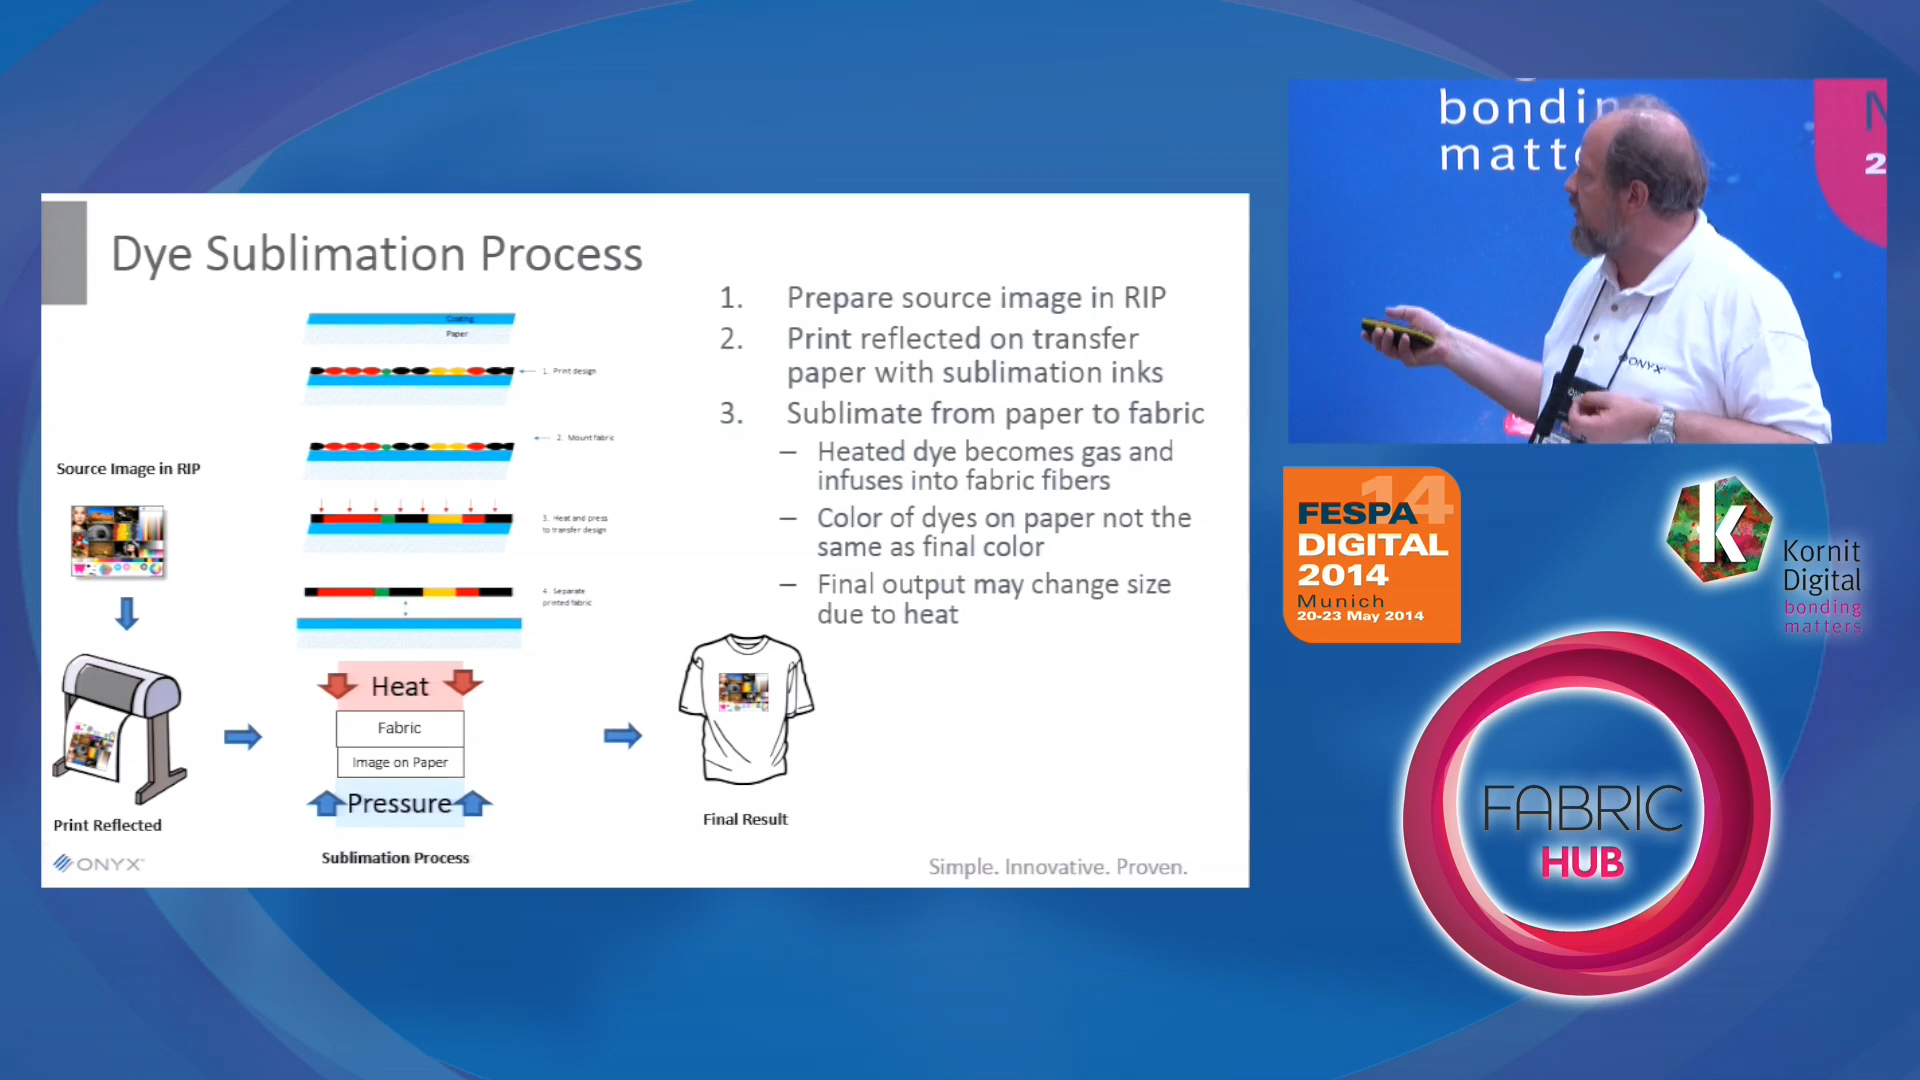 Dye Sublimation Process
Coating
Paper
1. Print design
2. Mount fabric
3. Heat and press
to transfer design
4. Separate
printed fabric
Source Image in RIP
Print Reflected
Heat
Fabric
Image on Paper
Pressure
Sublimation Process
Final Result
1. Prepare source image in RIP
2. Print reflected on transfer
paper with sublimation inks
3. Sublimate from paper to fabric
– Heated dye becomes gas and
infuses into fabric fibers
– Color of dyes on paper not the
same as final color
– Final output may change size
due to heat
ONYX
Simple. Innovative. Proven.
bondin
matte
N
2
ONYX
14
FESPA
DIGITAL
2014
Munich
20-23 May 2014
K
Kornit
Digital
bonding
matters
FABRIC
HUB